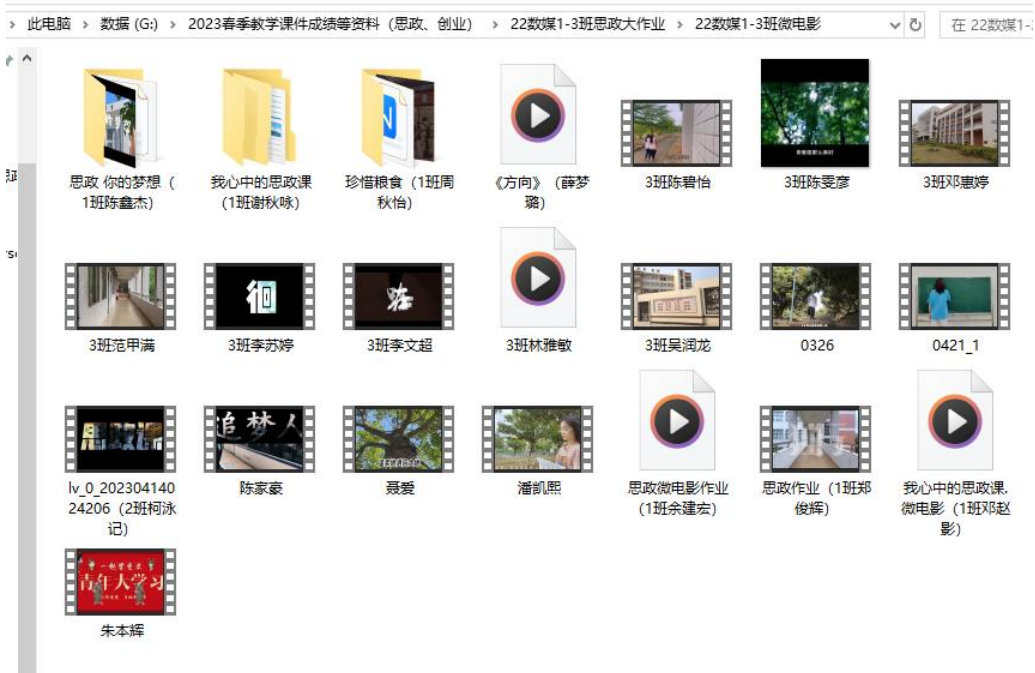 此电脑 > 数据 (G:) > 2023春季教学课件成绩等资料（思政、创业） > 22数媒1-3班思政大作业 > 22数媒1-3班微电影
在 22数媒1-3
思政 你的梦想（
1班陈鑫杰）
我心中的思政课
（1班谢秋咏）
珍惜粮食（1班周
秋怡）
《方向》（薛梦
璐）
3班陈碧怡
3班陈雯彦
3班邓惠婷
3班范甲满
徊
3班李苏婷
3班李文超
3班林雅敏
3班吴润龙
0326
0421_1
lv_0_202304140
24206（2班柯泳
记）
追梦人
陈家豪
聂爱
潘凯熙
思政微电影作业
（1班余建宏）
思政作业（1班郑
俊辉）
我心中的思政课.
微电影（1班邓赵
影）
青年大学习
朱本辉